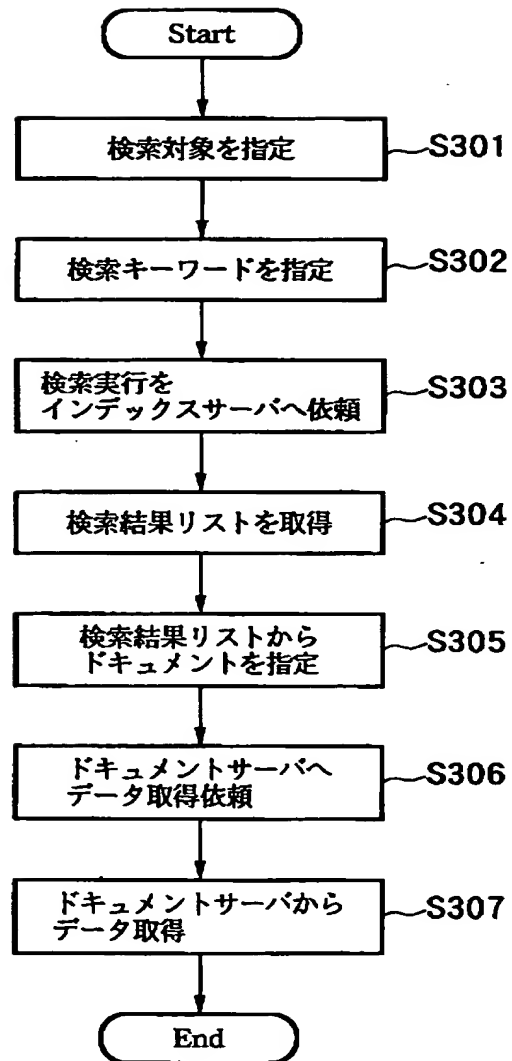 Start
検索対象を指定
S301
検索キーワードを指定
S302
検索実行を
インデックスサーバへ依頼
S303
検索結果リストを取得
S304
検索結果リストから
ドキュメントを指定
S305
ドキュメントサーバへ
データ取得依頼
S306
ドキュメントサーバから
データ取得
S307
End